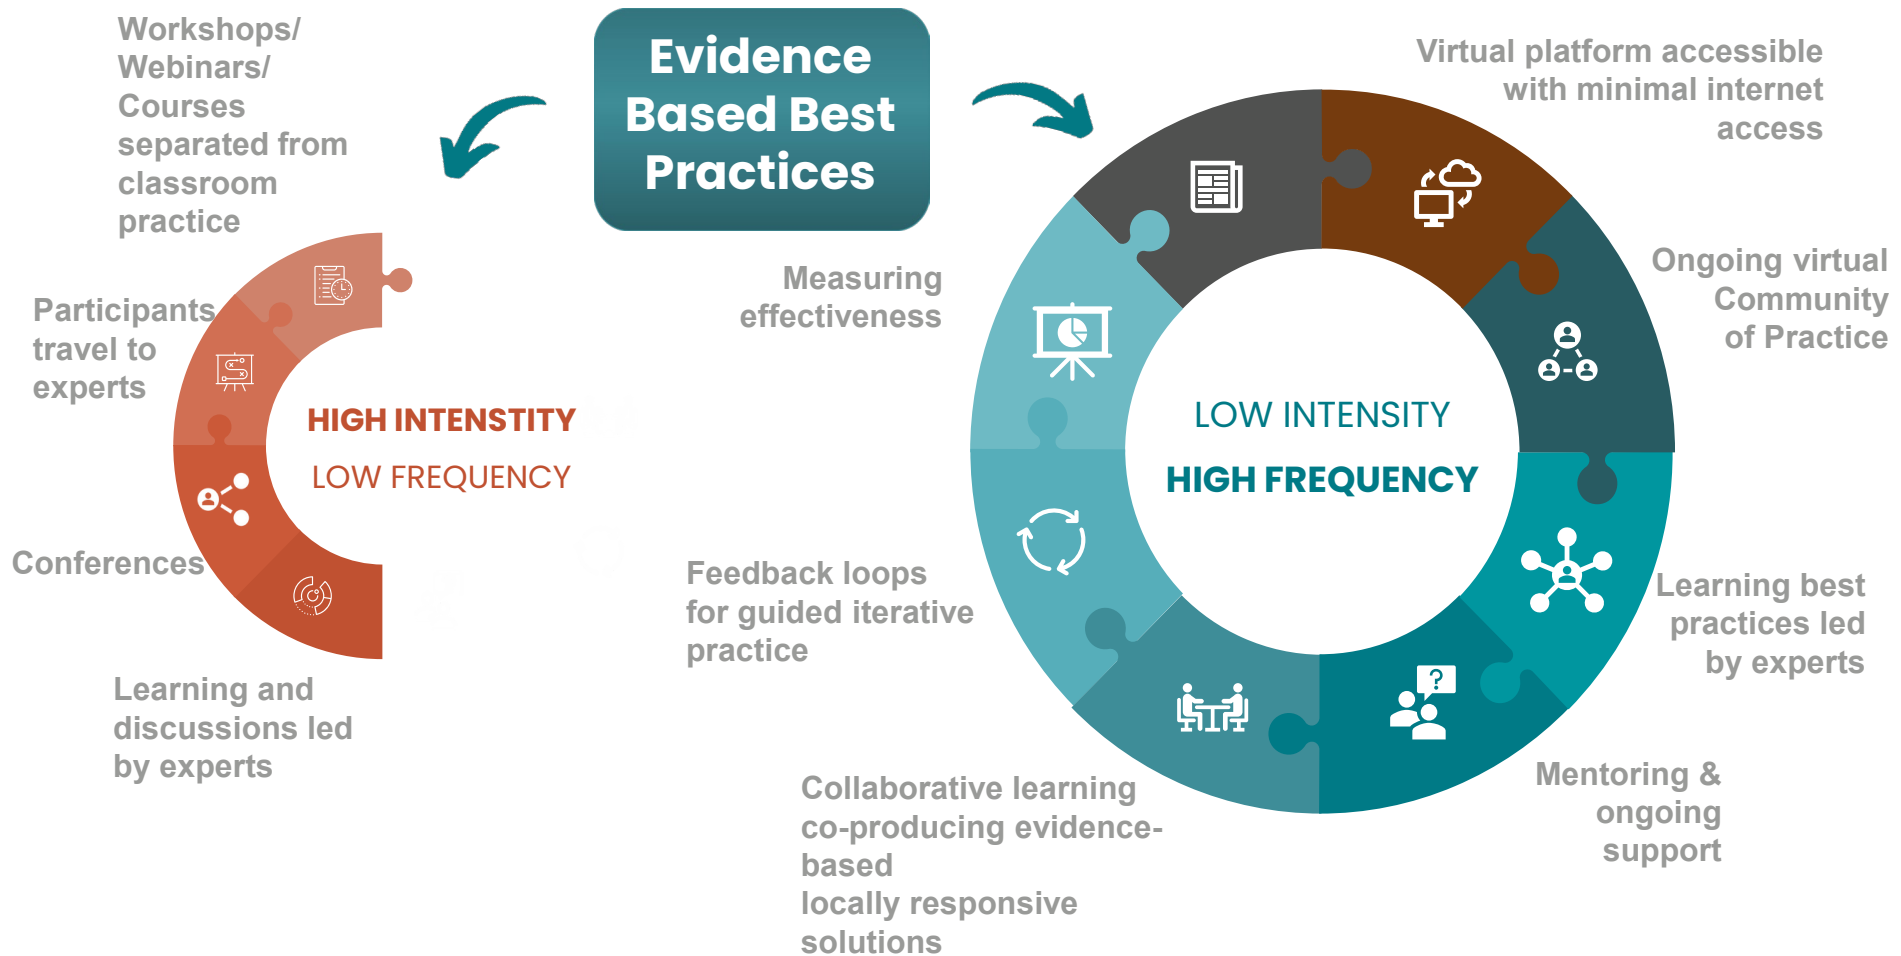 Evidence
Based Best
Practices
Workshops/
Webinars/
Courses
separated from
classroom
practice
Participants
travel to
experts
Conferences
Learning and
discussions led
by experts
HIGH INTENSTITY
LOW FREQUENCY
Virtual platform accessible
with minimal internet
access
Ongoing virtual
Community
of Practice
Learning best
practices led
by experts
Mentoring &
ongoing
support
Collaborative learning
co-producing evidence-
based
locally responsive
solutions
Feedback loops
for guided iterative
practice
Measuring
effectiveness
LOW INTENSITY
HIGH FREQUENCY
?